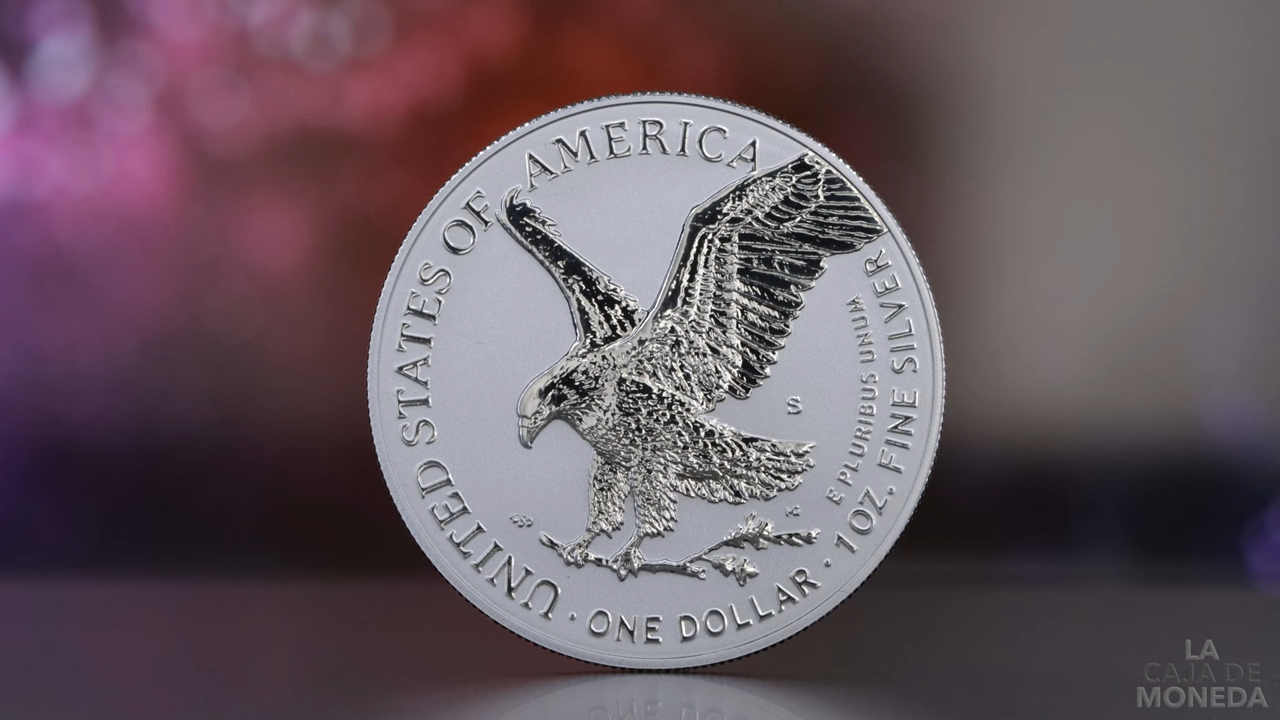 UNITED STATES OF AMERICA
S
E PLURIBUS UNUM
1 OZ. FINE SILVER
· ONE DOLLAR ·
LA
CAJA DE
MONEDA